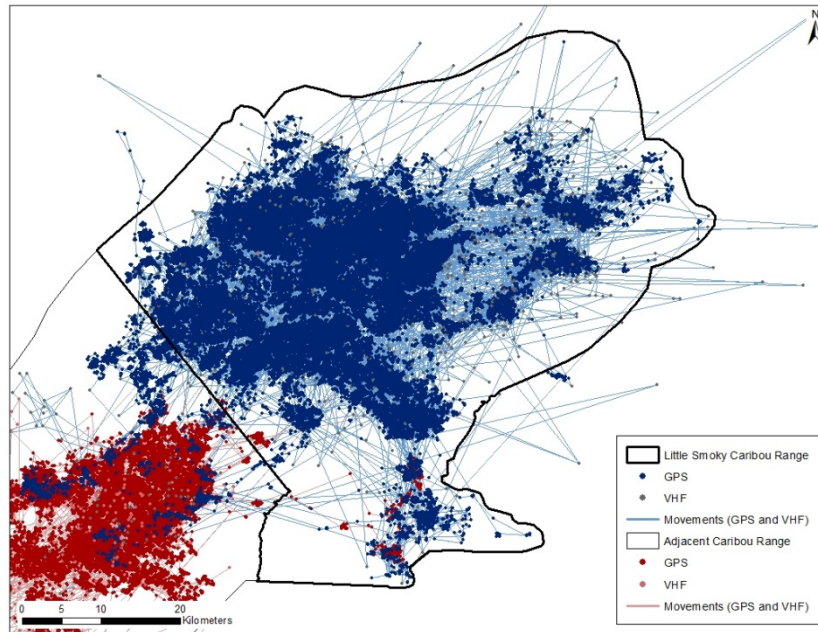 N
Little Smoky Caribou Range
GPS
VHF
Movements (GPS and VHF)
Adjacent Caribou Range
GPS
VHF
Movements (GPS and VHF)
0 5 10 20
Kilometers